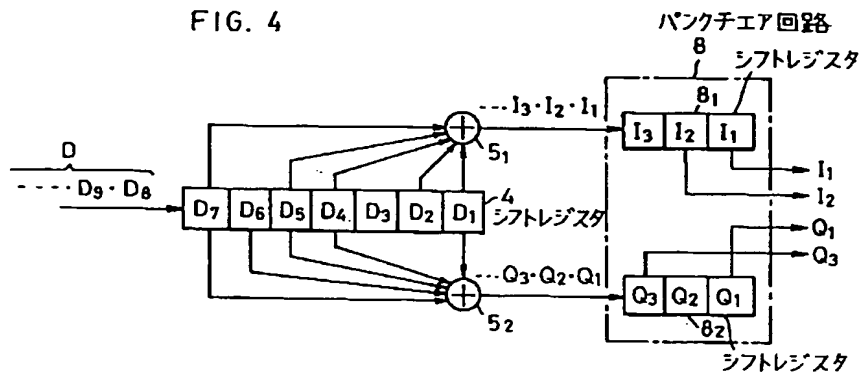 FIG. 4
パンクチエア回路
8
シフトレジスタ
8₁
I₃ I₂ I₁
---I₃・I₂・I₁
5₁
I₁
I₂
D
----D₉・D₈
D₇ D₆ D₅ D₄ D₃ D₂ D₁
4
シフトレジスタ
Q₁
Q₃
---Q₃・Q₂・Q₁
5₂
Q₃ Q₂ Q₁
8₂
シフトレジスタ